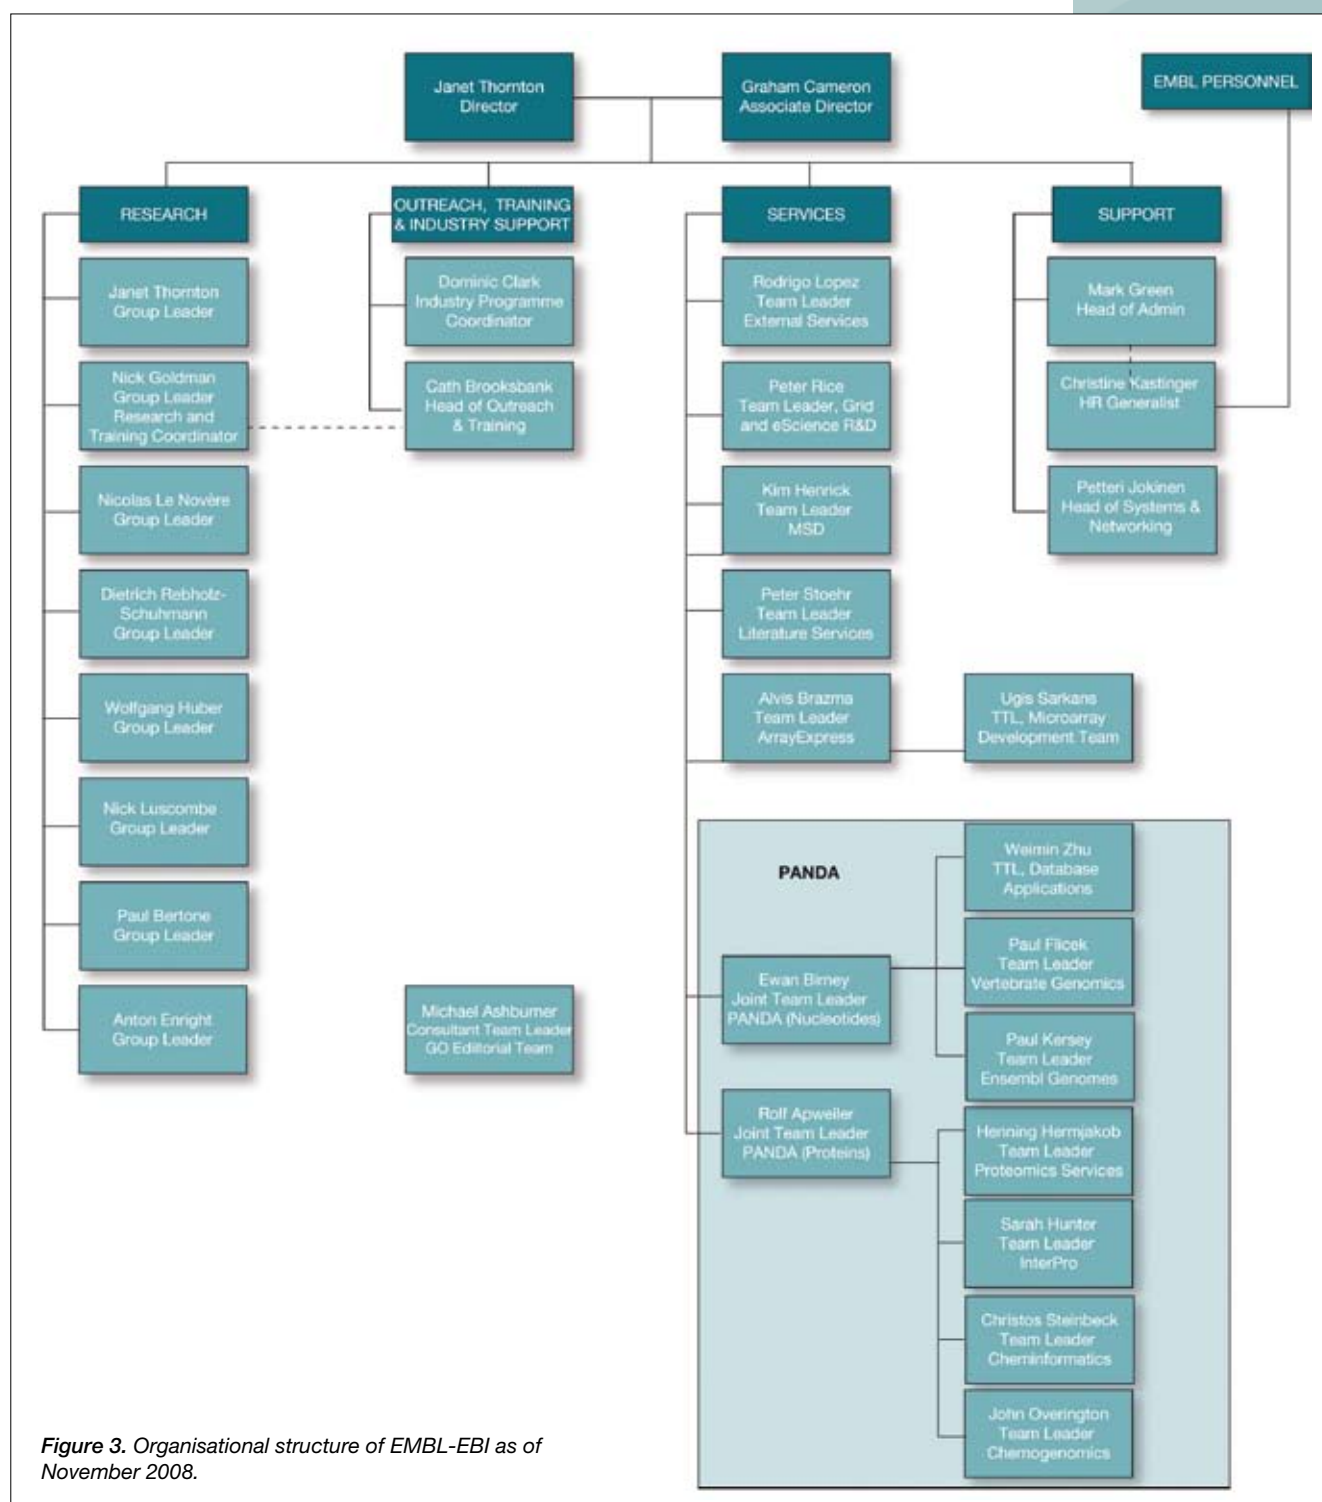 Janet Thornton
Director
Graham Cameron
Associate Director
EMBL PERSONNEL
RESEARCH
Janet Thornton
Group Leader
Nick Goldman
Group Leader
Research and
Training Coordinator
Nicolas Le Novère
Group Leader
Dietrich Rebholz-
Schuhmann
Group Leader
Wolfgang Huber
Group Leader
Nick Luscombe
Group Leader
Paul Bertone
Group Leader
Anton Enright
Group Leader
OUTREACH, TRAINING
& INDUSTRY SUPPORT
Dominic Clark
Industry Programme
Coordinator
Cath Brooksbank
Head of Outreach
& Training
Michael Ashburner
Consultant Team Leader
GO Ediitorial Team
SERVICES
Rodrigo Lopez
Team Leader
External Services
Peter Rice
Team Leader, Grid
and eScience R&D
Kim Henrick
Team Leader
MSD
Peter Stoehr
Team Leader
Literature Services
Alvis Brazma
Team Leader
ArrayExpress
Ugis Sarkans
TTL, Microarray
Development Team
PANDA
Ewan Birney
Joint Team Leader
PANDA (Nucleotides)
Weimin Zhu
TTL, Database
Applications
Paul Flicek
Team Leader
Vertebrate Genomics
Paul Kersey
Team Leader
Ensembl Genomes
Rolf Apweiler
Joint Team Leader
PANDA (Proteins)
Henning Hermjakob
Team Leader
Proteomics Services
Sarah Hunter
Team Leader
InterPro
Christos Steinbeck
Team Leader
Cheminformatics
John Overington
Team Leader
Chemogenomics
SUPPORT
Mark Green
Head of Admin
Christine Kastinger
HR Generalist
Petteri Jokinen
Head of Systems &
Networking
Figure 3. Organisational structure of EMBL-EBI as of
November 2008.